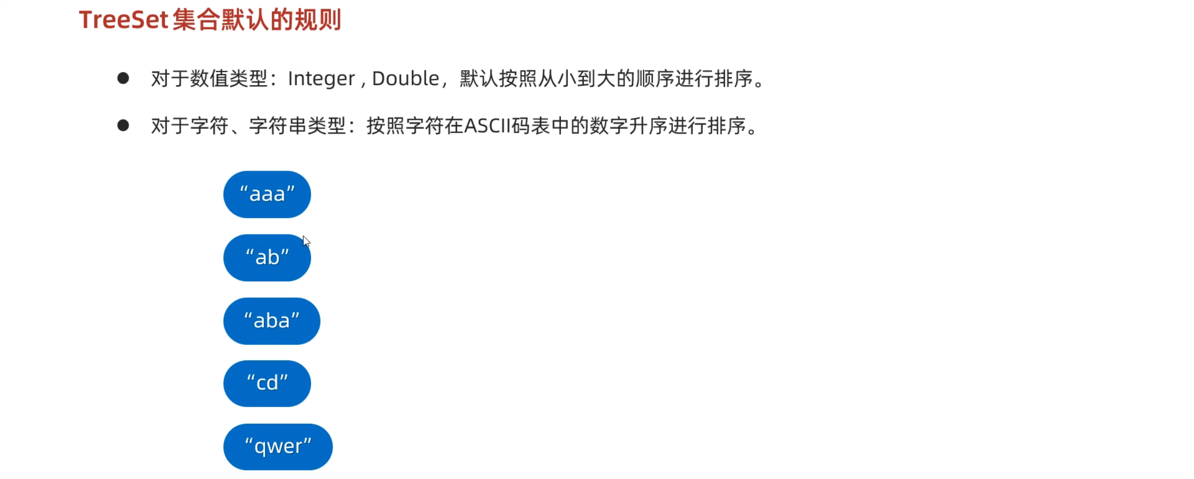 TreeSet集合默认的规则
● 对于数值类型：Integer , Double，默认按照从小到大的顺序进行排序。
● 对于字符、字符串类型：按照字符在ASCII码表中的数字升序进行排序。
“aaa”
“ab”
“aba”
“cd”
“qwer”